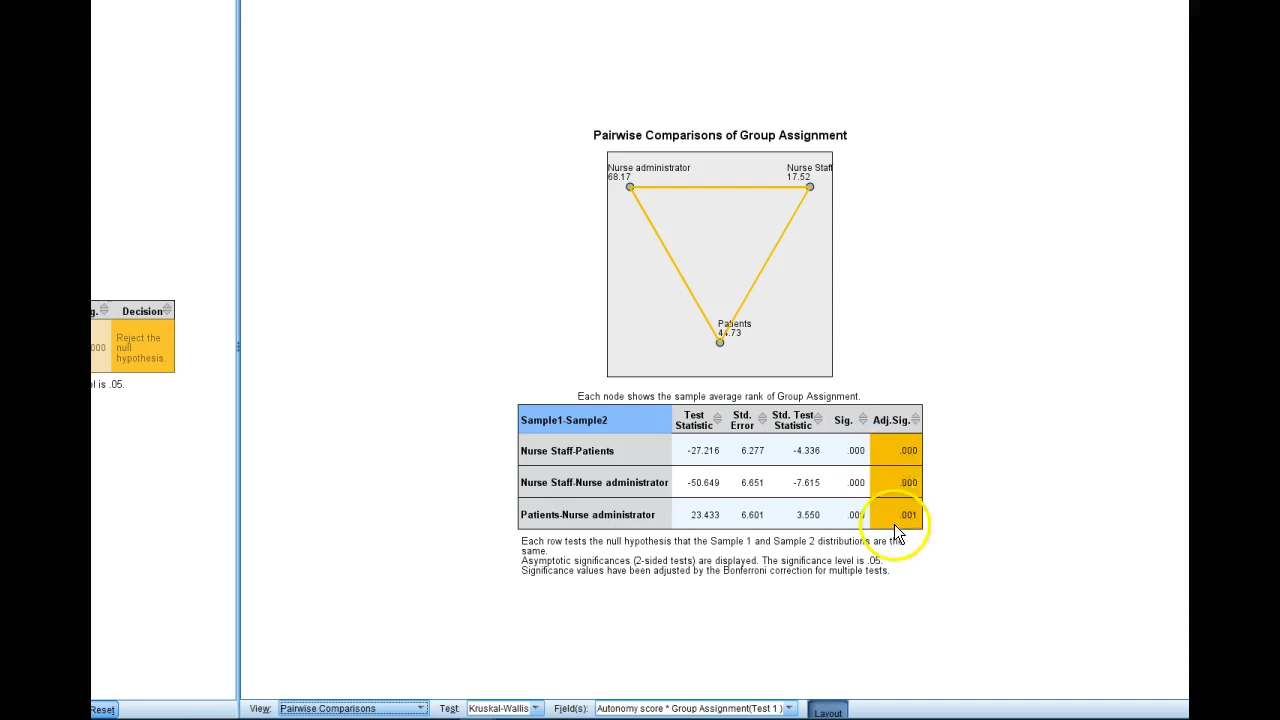 Pairwise Comparisons of Group Assignment
Nurse administrator
68.17
Nurse Staff
17.52
Patients
44.73
Each node shows the sample average rank of Group Assignment.
Sample1-Sample2 Test Statistic Std. Error Std. Test Statistic Sig. Adj.Sig.
Nurse Staff-Patients -27.216 6.277 -4.336 .000 .000
Nurse Staff-Nurse administrator -50.649 6.651 -7.615 .000 .000
Patients-Nurse administrator 23.433 6.601 3.550 .001
Each row tests the null hypothesis that the Sample 1 and Sample 2 distributions are the
same.
Asymptotic significances (2-sided tests) are displayed. The significance level is .05.
Significance values have been adjusted by the Bonferroni correction for multiple tests.
g. Decision
000 Reject the
null
hypothesis.
el is .05.
Reset
View: Pairwise Comparisons Test: Kruskal-Wallis Field(s): Autonomy score * Group Assignment(Test 1) Layout